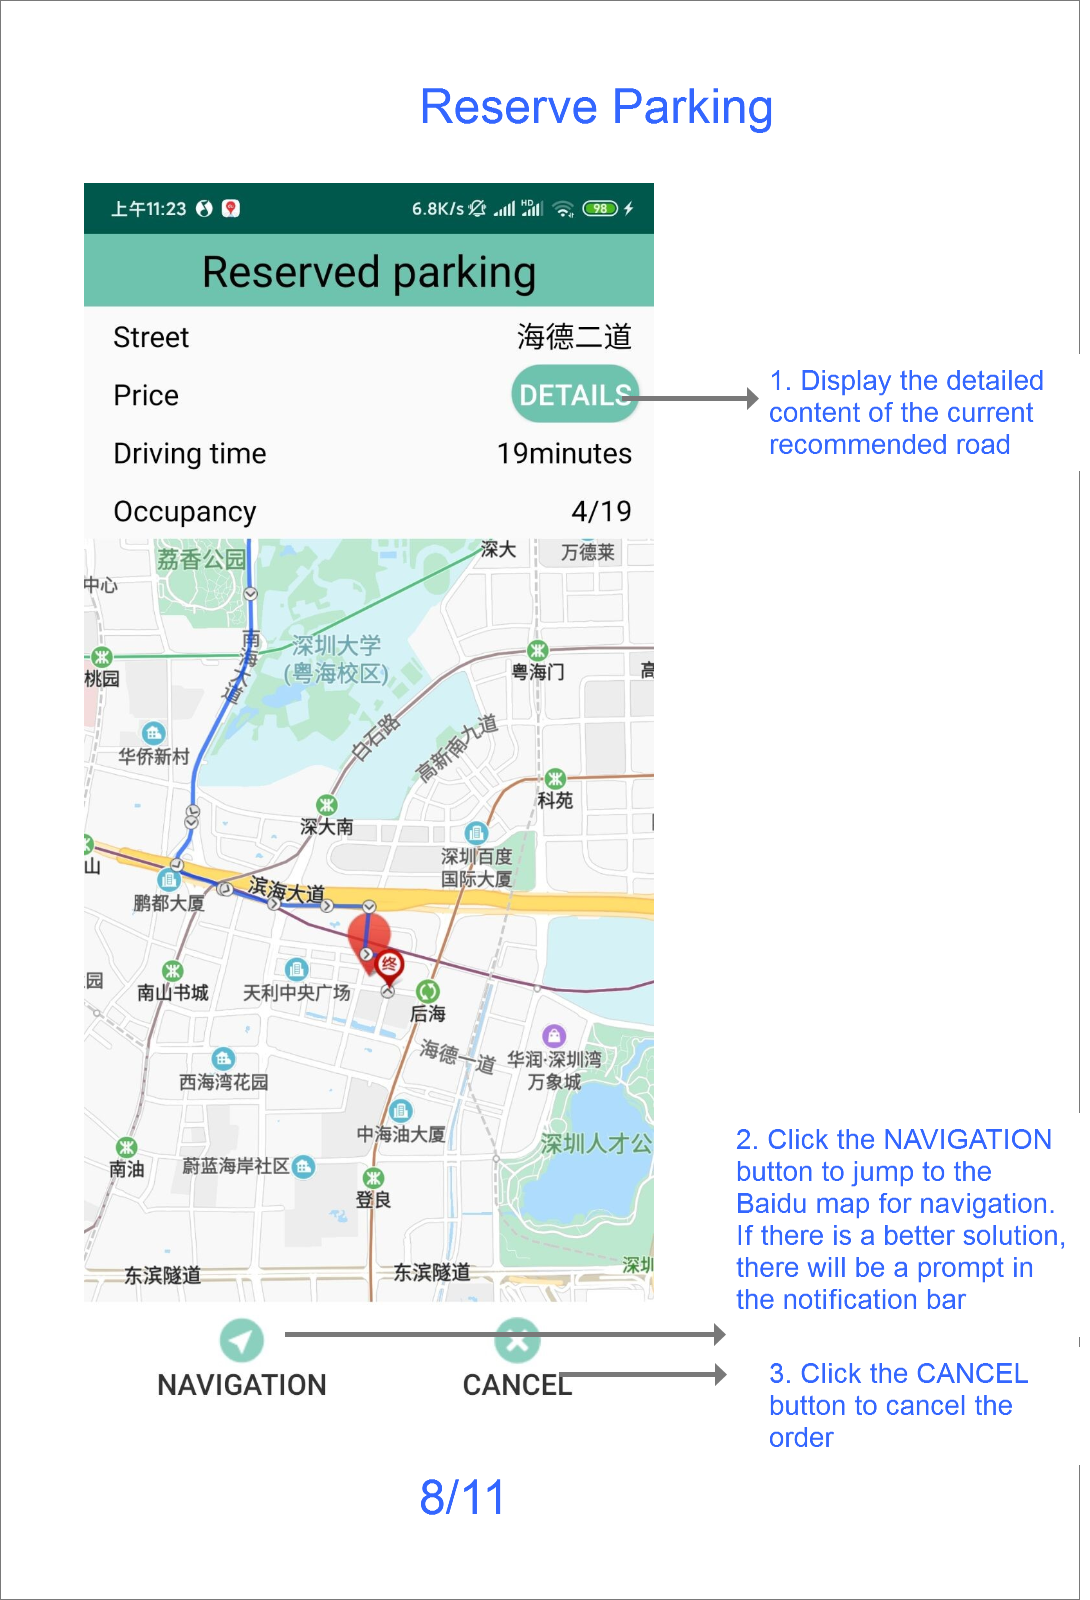 Reserve Parking
上午11:23
6.8K/s HD 98
Reserved parking
Street 海德二道
Price DETAILS
Driving time 19minutes
Occupancy 4/19
1. Display the detailed
content of the current
recommended road
荔香公园
深大
万德莱
中心
南海大道
深圳大学
(粤海校区)
桃园
粤海门
高
华侨新村
白石路
高新南九道
科苑
深大南
山
深圳百度
国际大厦
鹏都大厦
滨海大道
终
园
南山书城
天利中央广场
后海
海德一道
华润·深圳湾
万象城
西海湾花园
中海油大厦
深圳人才公
南油
蔚蓝海岸社区
登良
深圳
东滨隧道
东滨隧道
2. Click the NAVIGATION
button to jump to the
Baidu map for navigation.
If there is a better solution,
there will be a prompt in
the notification bar
NAVIGATION
CANCEL
3. Click the CANCEL
button to cancel the
order
8/11